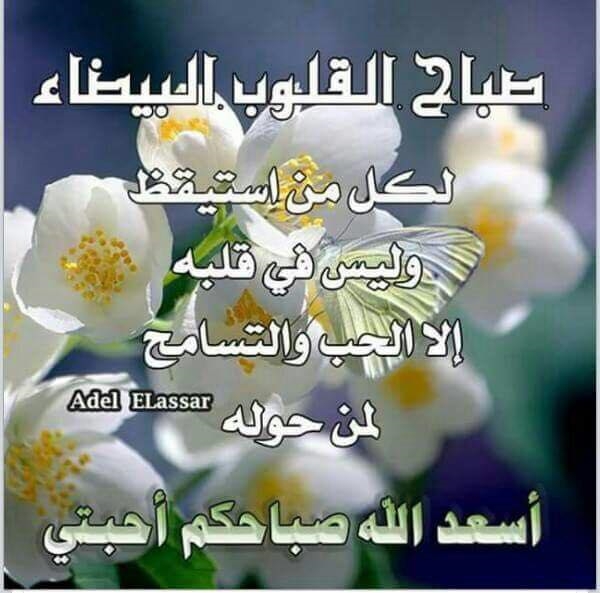 صباح القلوب البيضاء
لكل من استيقظ
وليس في قلبه
إلا الحب والتسامح
لمن حوله
Adel ELassar
أسعد الله صباحكم أحبتي